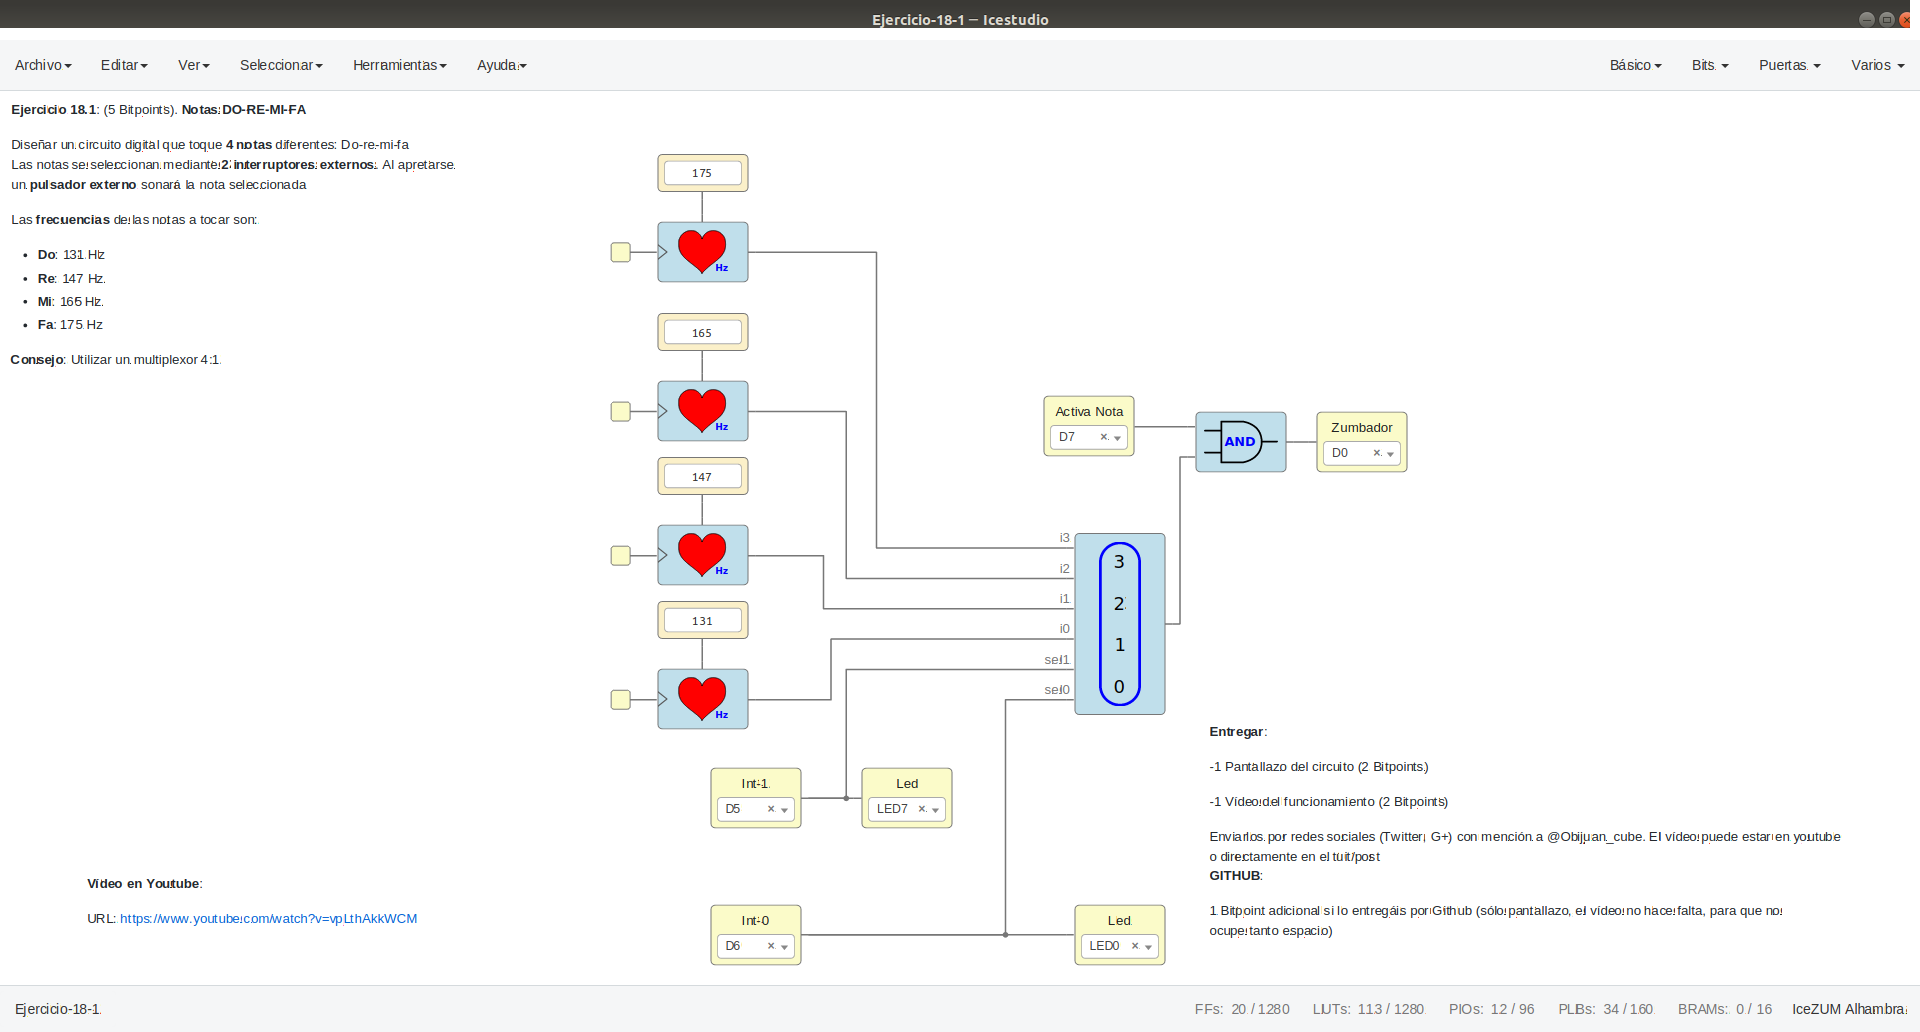 Ejercicio-18-1 — Icestudio
Archivo Editar Ver Seleccionar Herramientas Ayuda Básico Bits Puertas Varios
Ejercicio 18.1: (5 Bitpoints). Notas DO-RE-MI-FA
Diseñar un circuito digital que toque 4 notas diferentes: Do-re-mi-fa
Las notas se seleccionan mediante 2 interruptores externos. Al apretarse
un pulsador externo sonará la nota seleccionada
Las frecuencias de las notas a tocar son:
• Do: 131 Hz
• Re: 147 Hz
• Mi: 165 Hz
• Fa: 175 Hz
Consejo: Utilizar un multiplexor 4:1
175
Hz
165
Hz
147
Hz
131
Hz
Activa Nota
D7
AND
Zumbador
D0
i3
i2
i1
i0
sel1
sel0
3
2
1
0
Int-1
D5
Led
LED7
Int-0
D6
Led
LED0
Vídeo en Youtube:
URL: https://www.youtube.com/watch?v=vpLthAkkWCM
Entregar:
-1 Pantallazo del circuito (2 Bitpoints)
-1 Vídeo del funcionamiento (2 Bitpoints)
Enviarlos por redes sociales (Twitter, G+) con mención a @Obijuan_cube. El vídeo puede estar en youtube
o directamente en el tuit/post
GITHUB:
1 Bitpoint adicional si lo entregáis por Github (sólo pantallazo, el vídeo no hace falta, para que no
ocupe tanto espacio)
Ejercicio-18-1
FFs: 20 / 1280 LUTs: 113 / 1280 PIOs: 12 / 96 PLBs: 34 / 160 BRAMs: 0 / 16 IceZUM Alhambra